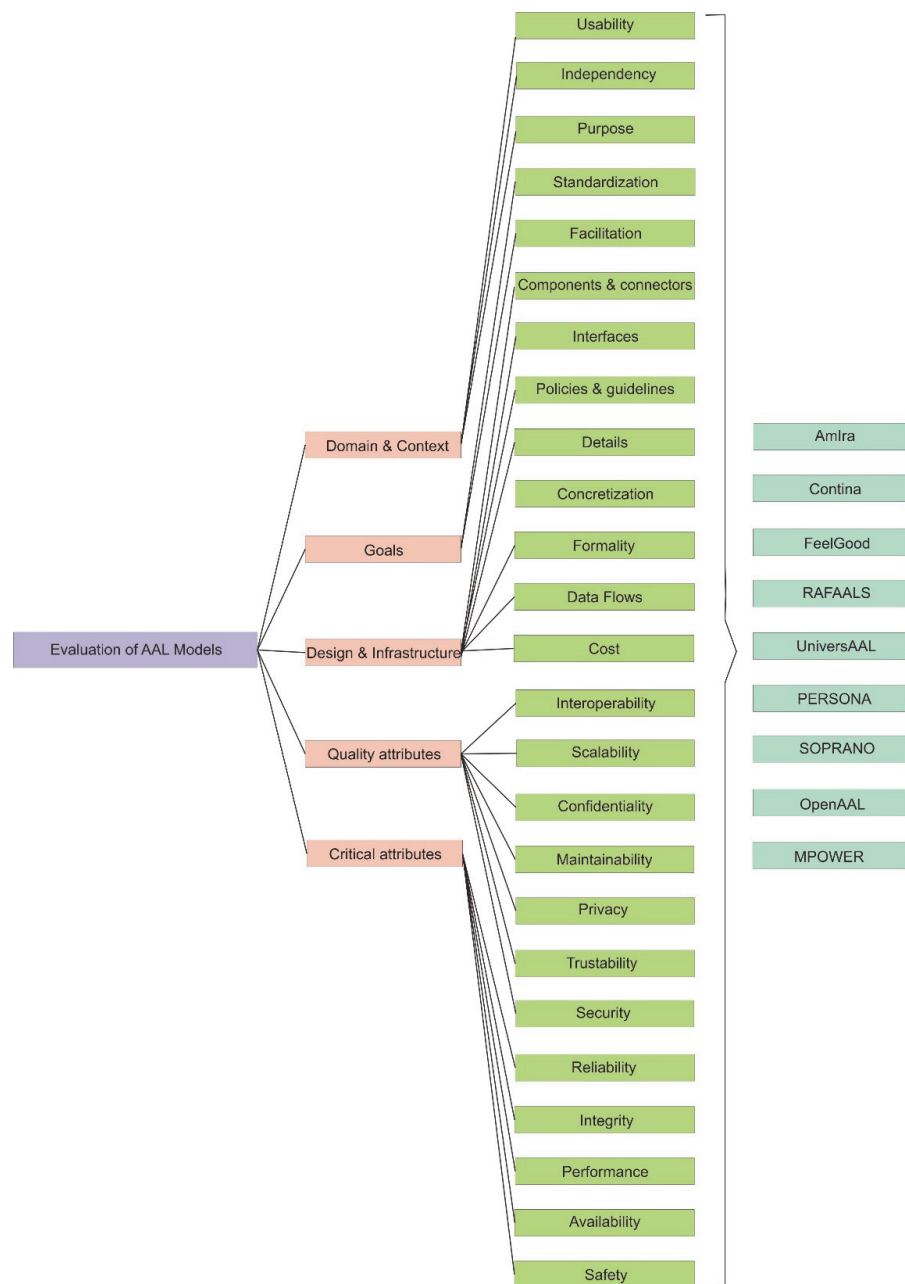 Evaluation of AAL Models
Domain & Context
Goals
Design & Infrastructure
Quality attributes
Critical attributes
Usability
Independency
Purpose
Standardization
Facilitation
Components & connectors
Interfaces
Policies & guidelines
Details
Concretization
Formality
Data Flows
Cost
Interoperability
Scalability
Confidentiality
Maintainability
Privacy
Trustability
Security
Reliability
Integrity
Performance
Availability
Safety
AmIra
Contina
FeelGood
RAFAALS
UniversAAL
PERSONA
SOPRANO
OpenAAL
MPOWER